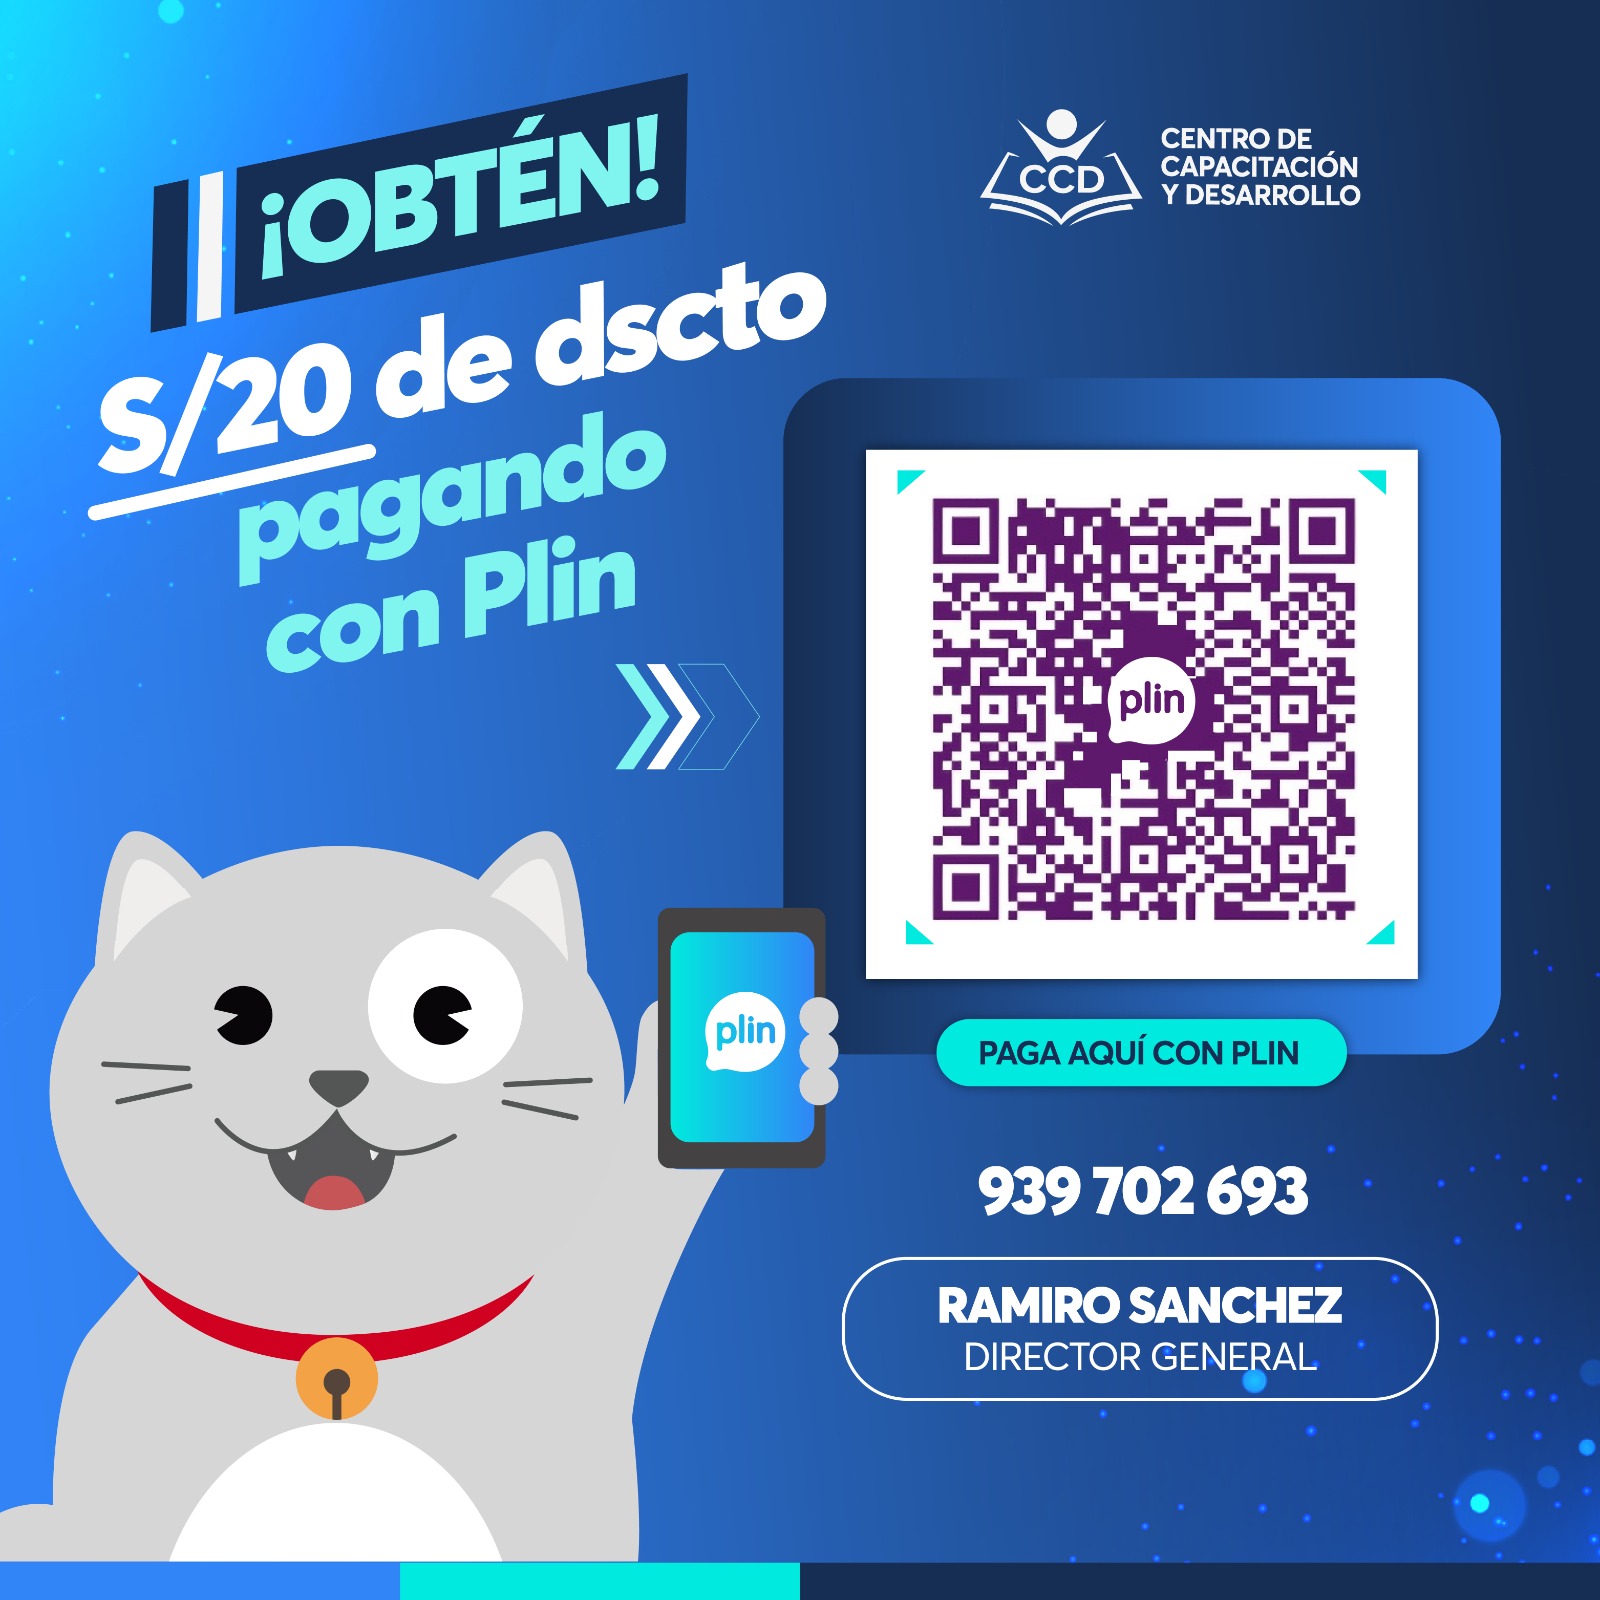 ¡OBTÉN!
S/20 de dscto
pagando
con Plin
CCD
CENTRO DE
CAPACITACIÓN
Y DESARROLLO
plin
plin
PAGA AQUÍ CON PLIN
939 702 693
RAMIRO SANCHEZ
DIRECTOR GENERAL